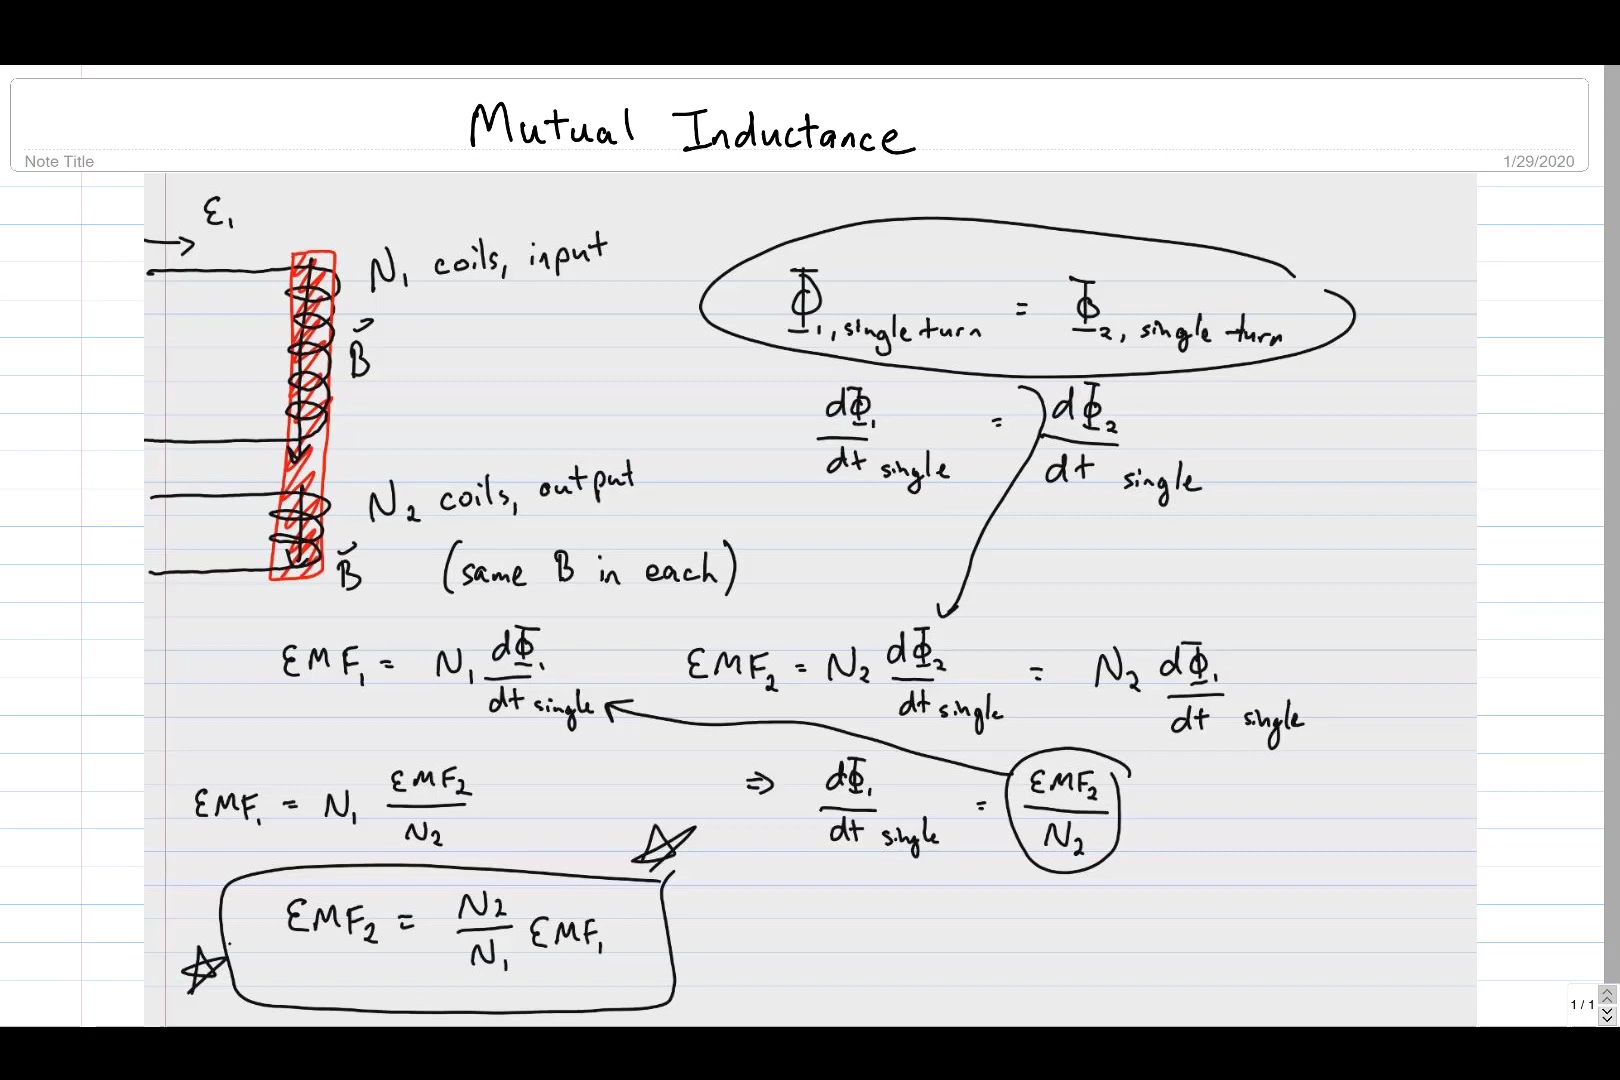 Mutual Inductance
Note Title
1/29/2020
ε₁
N₁ coils, input
B⃗
N₂ coils, output
B⃗
(same B in each)
Φ₁, single turn = Φ₂, single turn
dΦ₁/dt single = dΦ₂/dt single
EMF₁ = N₁ dΦ₁/dt single
EMF₂ = N₂ dΦ₂/dt single = N₂ dΦ₁/dt single
EMF₁ = N₁ EMF₂/N₂
⇒ dΦ₁/dt single = EMF₂/N₂
EMF₂ = N₂/N₁ EMF₁
1 / 1